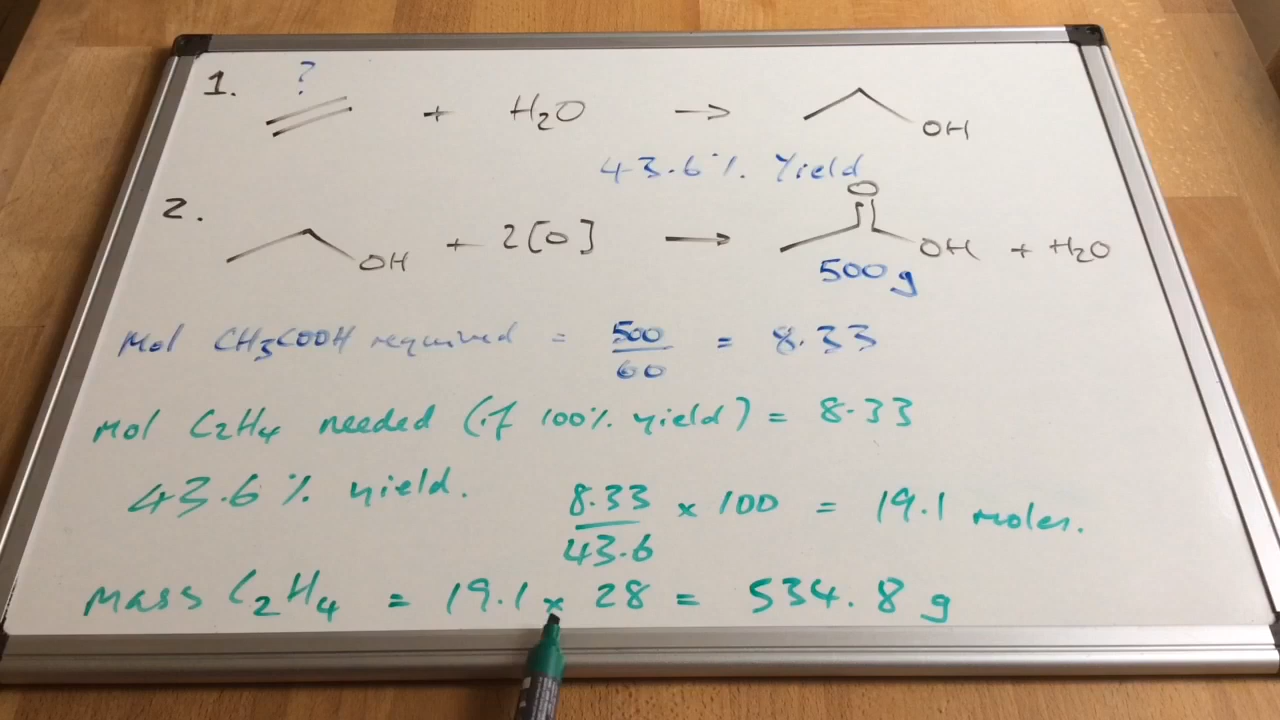 1. ? + H2O → OH
43.6% Yield
2. OH + 2[O] → O OH + H2O
500g
Mol CH3COOH required = 500/60 = 8.33
Mol C2H4 needed (if 100% yield) = 8.33
43.6% yield. 8.33/43.6 x 100 = 19.1 moles.
Mass C2H4 = 19.1 x 28 = 534.8 g